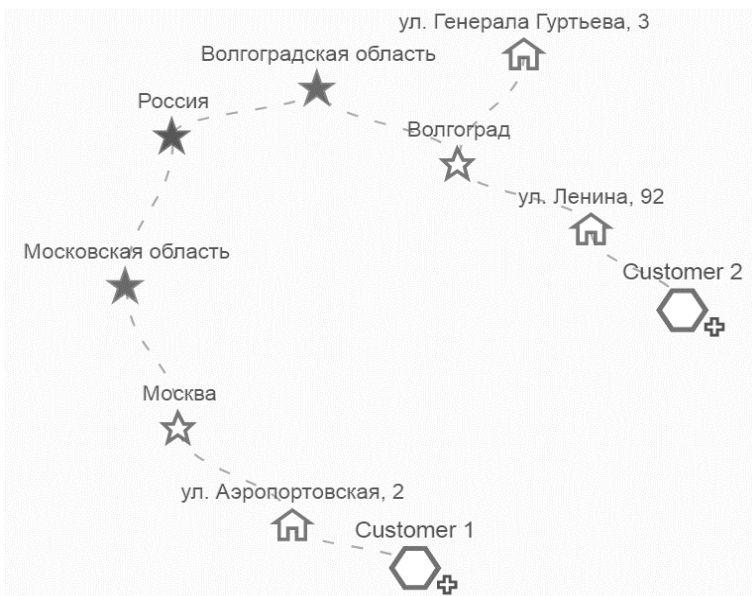 ул. Генерала Гуртьева, 3
Волгоградская область
Россия
Волгоград
ул. Ленина, 92
Московская область
Customer 2
Москва
ул. Аэропортовская, 2
Customer 1